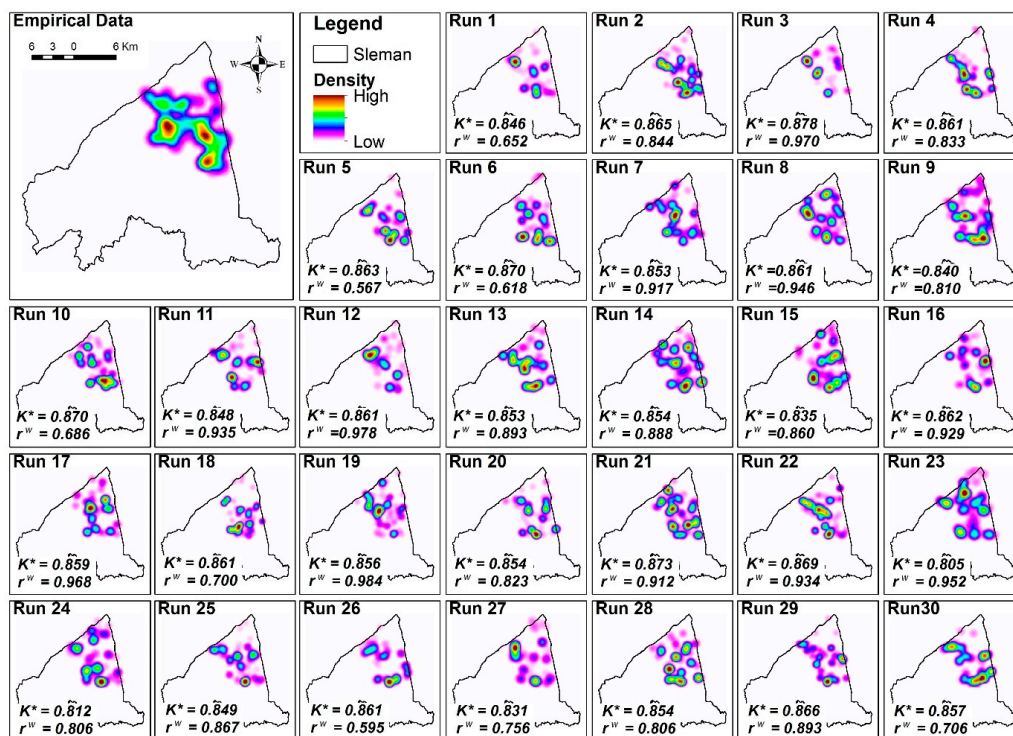 Empirical Data
6 3 0 6 Km
N
W E
S
Legend
Sleman
Density
High
Low
Run 1
K* = 0.846
r^w = 0.652
Run 2
K* = 0.865
r^w = 0.844
Run 3
K* = 0.878
r^w = 0.970
Run 4
K* = 0.861
r^w = 0.833
Run 5
K* = 0.863
r^w = 0.567
Run 6
K* = 0.870
r^w = 0.618
Run 7
K* = 0.853
r^w = 0.917
Run 8
K* =0.861
r^w = 0.946
Run 9
K* =0.840
r^w = 0.810
Run 10
K* = 0.870
r^w = 0.686
Run 11
K* = 0.848
r^w = 0.935
Run 12
K* = 0.861
r^w =0.978
Run 13
K* = 0.853
r^w = 0.893
Run 14
K* = 0.854
r^w = 0.888
Run 15
K* = 0.835
r^w =0.860
Run 16
K* = 0.862
r^w = 0.929
Run 17
K* = 0.859
r^w = 0.968
Run 18
K* = 0.861
r^w = 0.700
Run 19
K* = 0.856
r^w = 0.984
Run 20
K* = 0.854
r^w = 0.823
Run 21
K* = 0.873
r^w = 0.912
Run 22
K* = 0.869
r^w = 0.934
Run 23
K* = 0.805
r^w = 0.952
Run 24
K* = 0.812
r^w = 0.806
Run 25
K* = 0.849
r^w = 0.867
Run 26
K* = 0.861
r^w = 0.595
Run 27
K* = 0.831
r^w = 0.756
Run 28
K* = 0.854
r^w = 0.806
Run 29
K* = 0.866
r^w = 0.893
Run30
K* = 0.857
r^w = 0.706